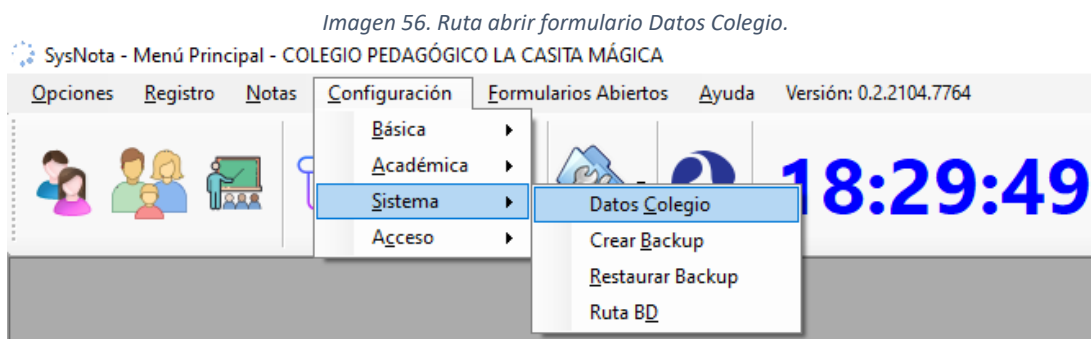 Imagen 56. Ruta abrir formulario Datos Colegio.
SysNota - Menú Principal - COLEGIO PEDAGÓGICO LA CASITA MÁGICA
Opciones Registro Notas Configuración Formularios Abiertos Ayuda Versión: 0.2.2104.7764
Básica
Académica
Sistema
Acceso
Datos Colegio
Crear Backup
Restaurar Backup
Ruta BD
18:29:49